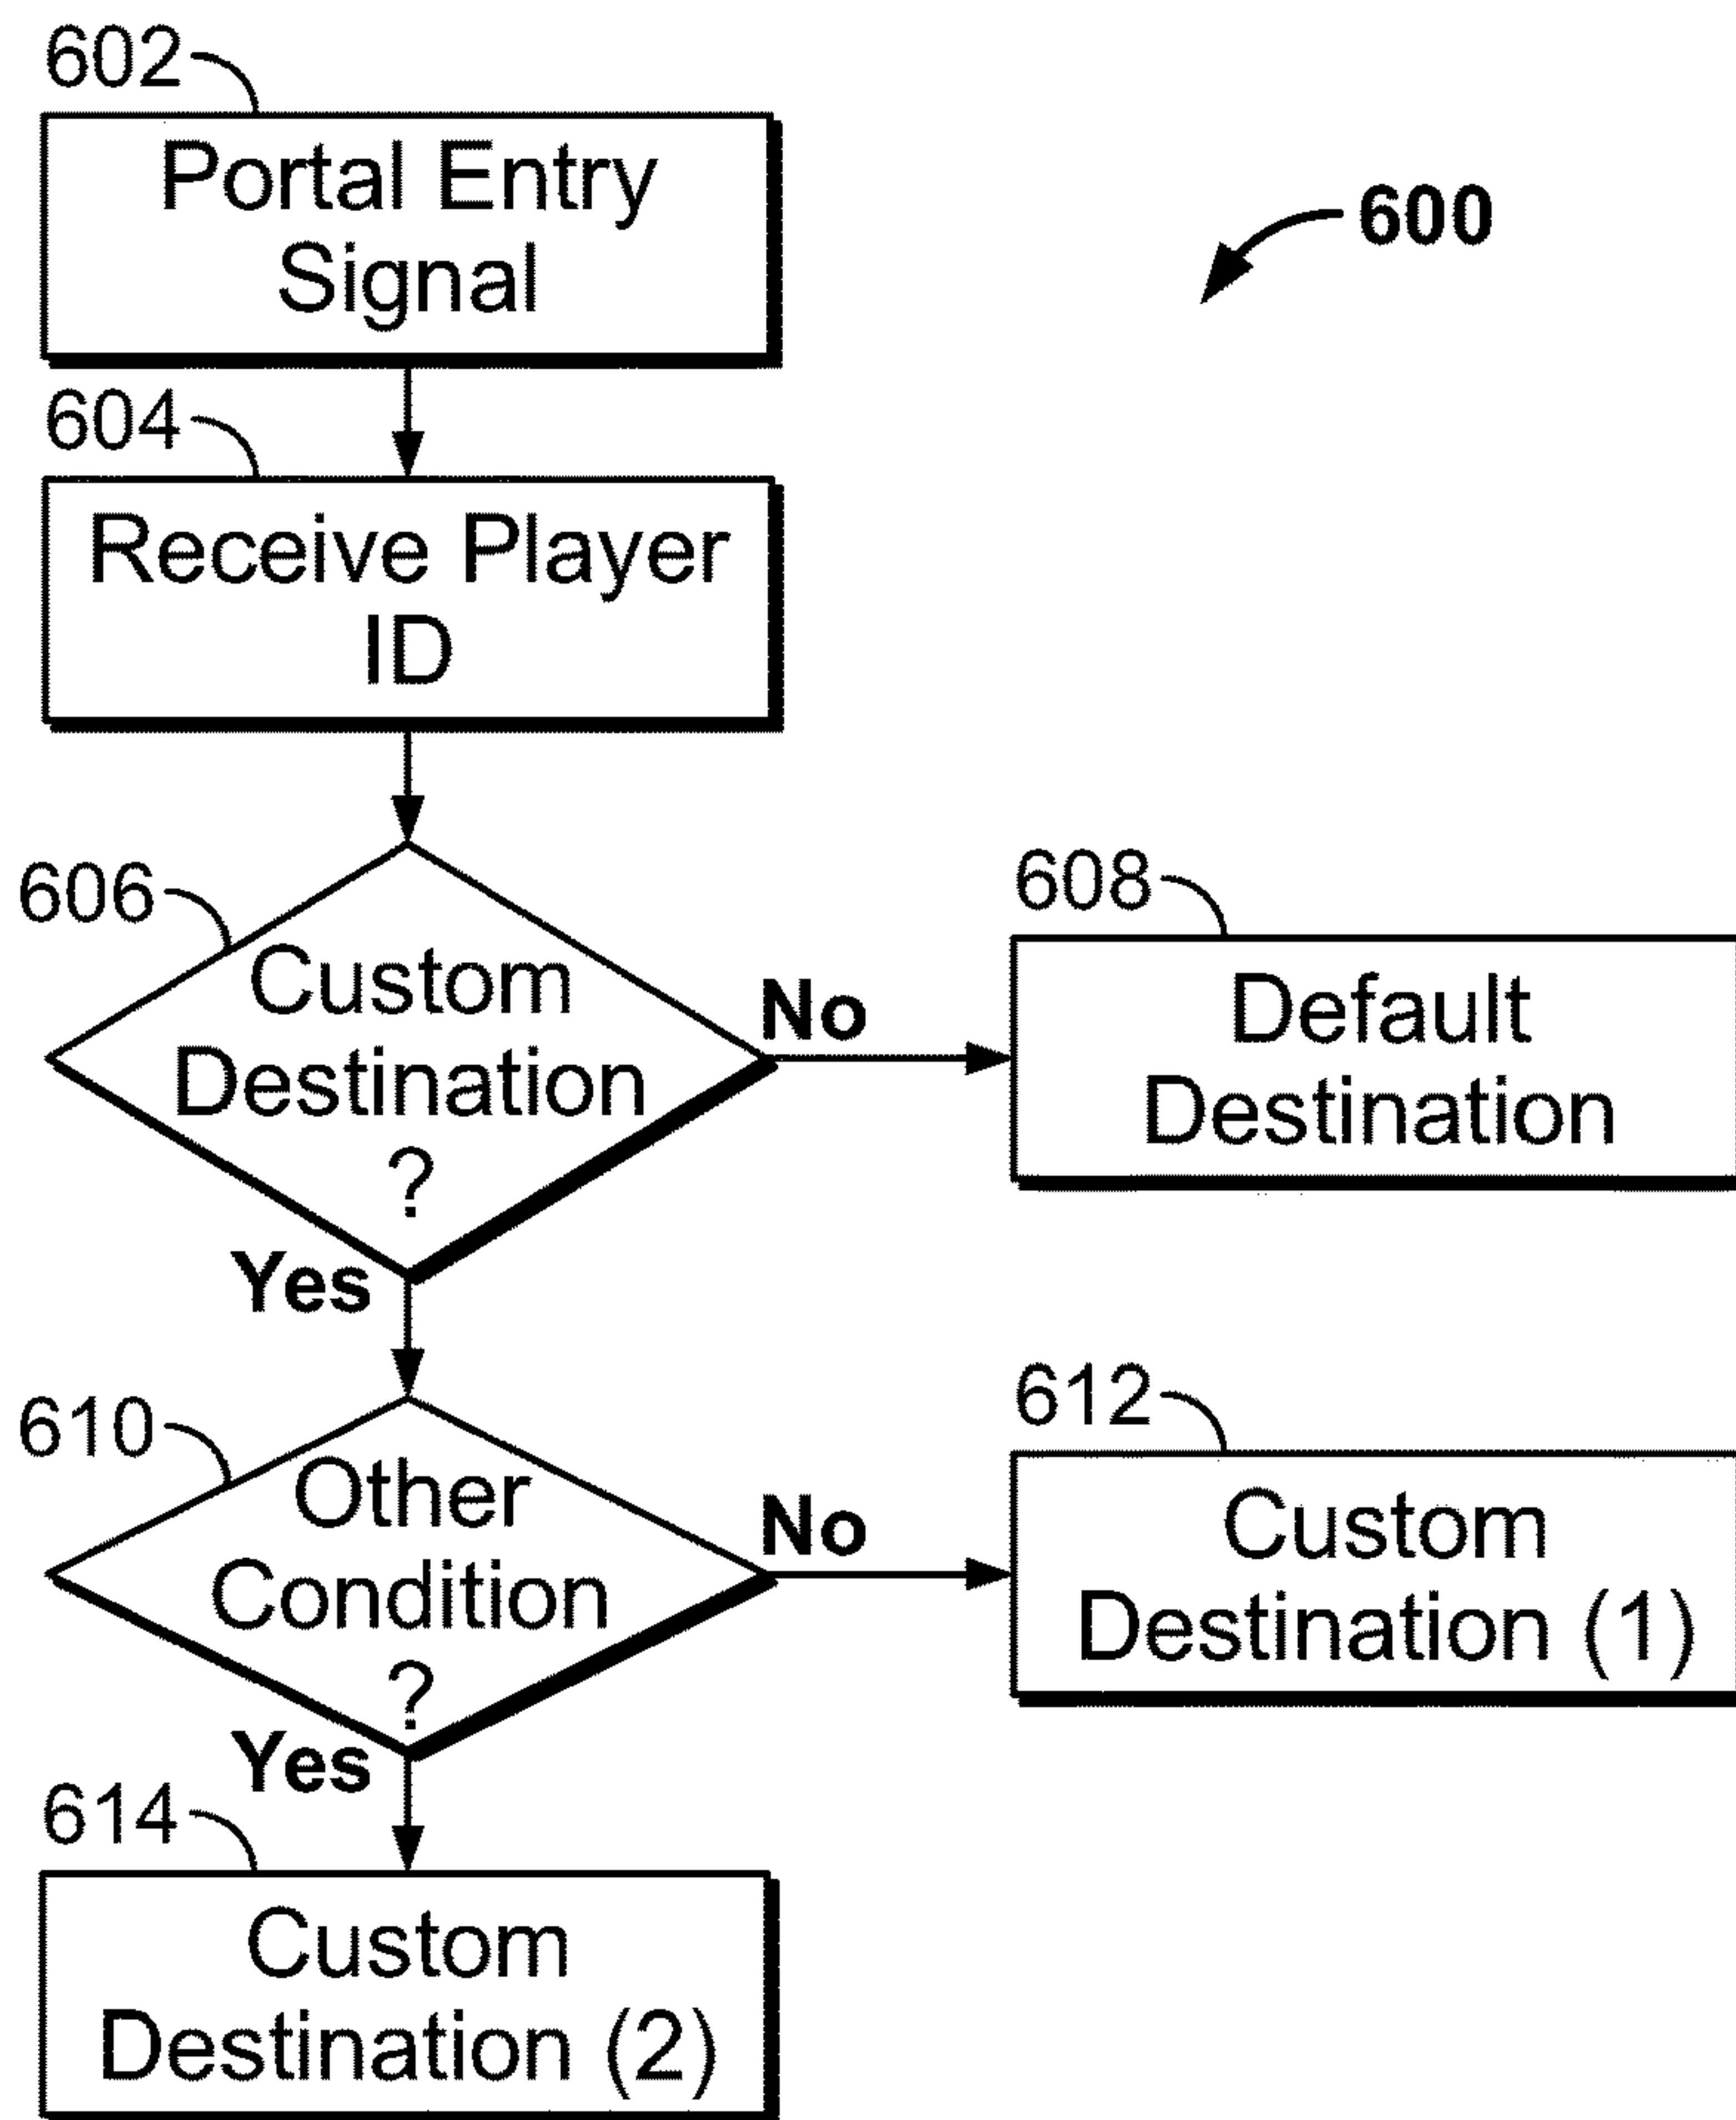 602
Portal Entry
Signal
600
604
Receive Player
ID
606
Custom
Destination
?
No
608
Default
Destination
Yes
610
Other
Condition
?
No
612
Custom
Destination (1)
Yes
614
Custom
Destination (2)